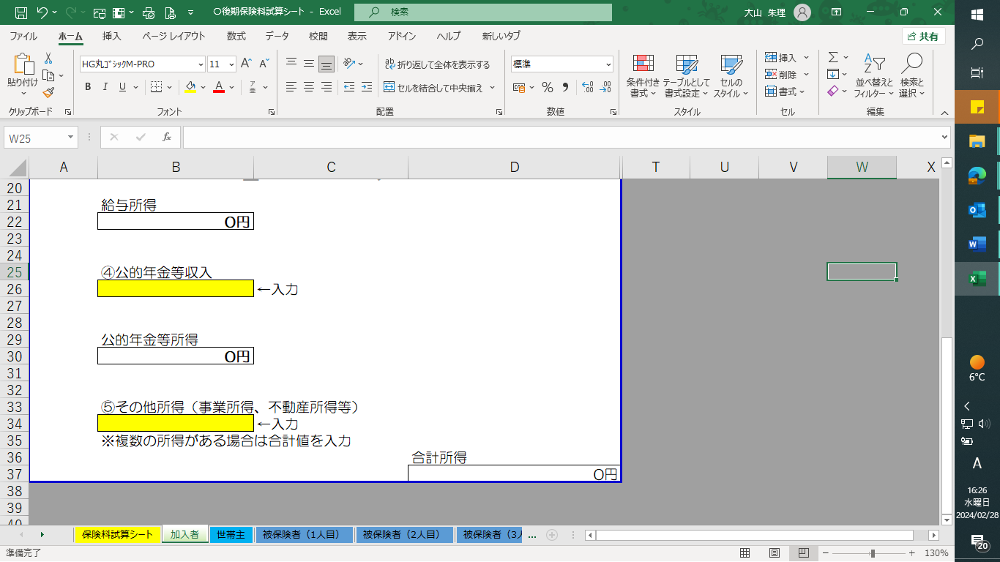 〇後期保険料試算シート - Excel
検索
大山 朱理
ファイル ホーム 挿入 ページ レイアウト 数式 データ 校閲 表示 アドイン ヘルプ 新しいタブ 共有
貼り付け
クリップボード
HG丸ｺﾞｼｯｸM-PRO 11
B I U
フォント
折り返して全体を表示する
セルを結合して中央揃え
配置
標準
数値
条件付き書式
テーブルとして書式設定
セルのスタイル
スタイル
挿入
削除
書式
セル
並べ替えとフィルター
検索と選択
編集
W25 fx
A B C D T U V W X
20
21 給与所得
22 0円
23
24
25 ④公的年金等収入
26 ←入力
27
28
29 公的年金等所得
30 0円
31
32
33 ⑤その他所得（事業所得、不動産所得等）
34 ←入力
35 ※複数の所得がある場合は合計値を入力
36 合計所得
37 0円
38
39
40
保険料試算シート 加入者 世帯主 被保険者（1人目） 被保険者（2人目） 被保険者（3人 ...
準備完了
130%
6°C
A
16:26
水曜日
2024/02/28
20